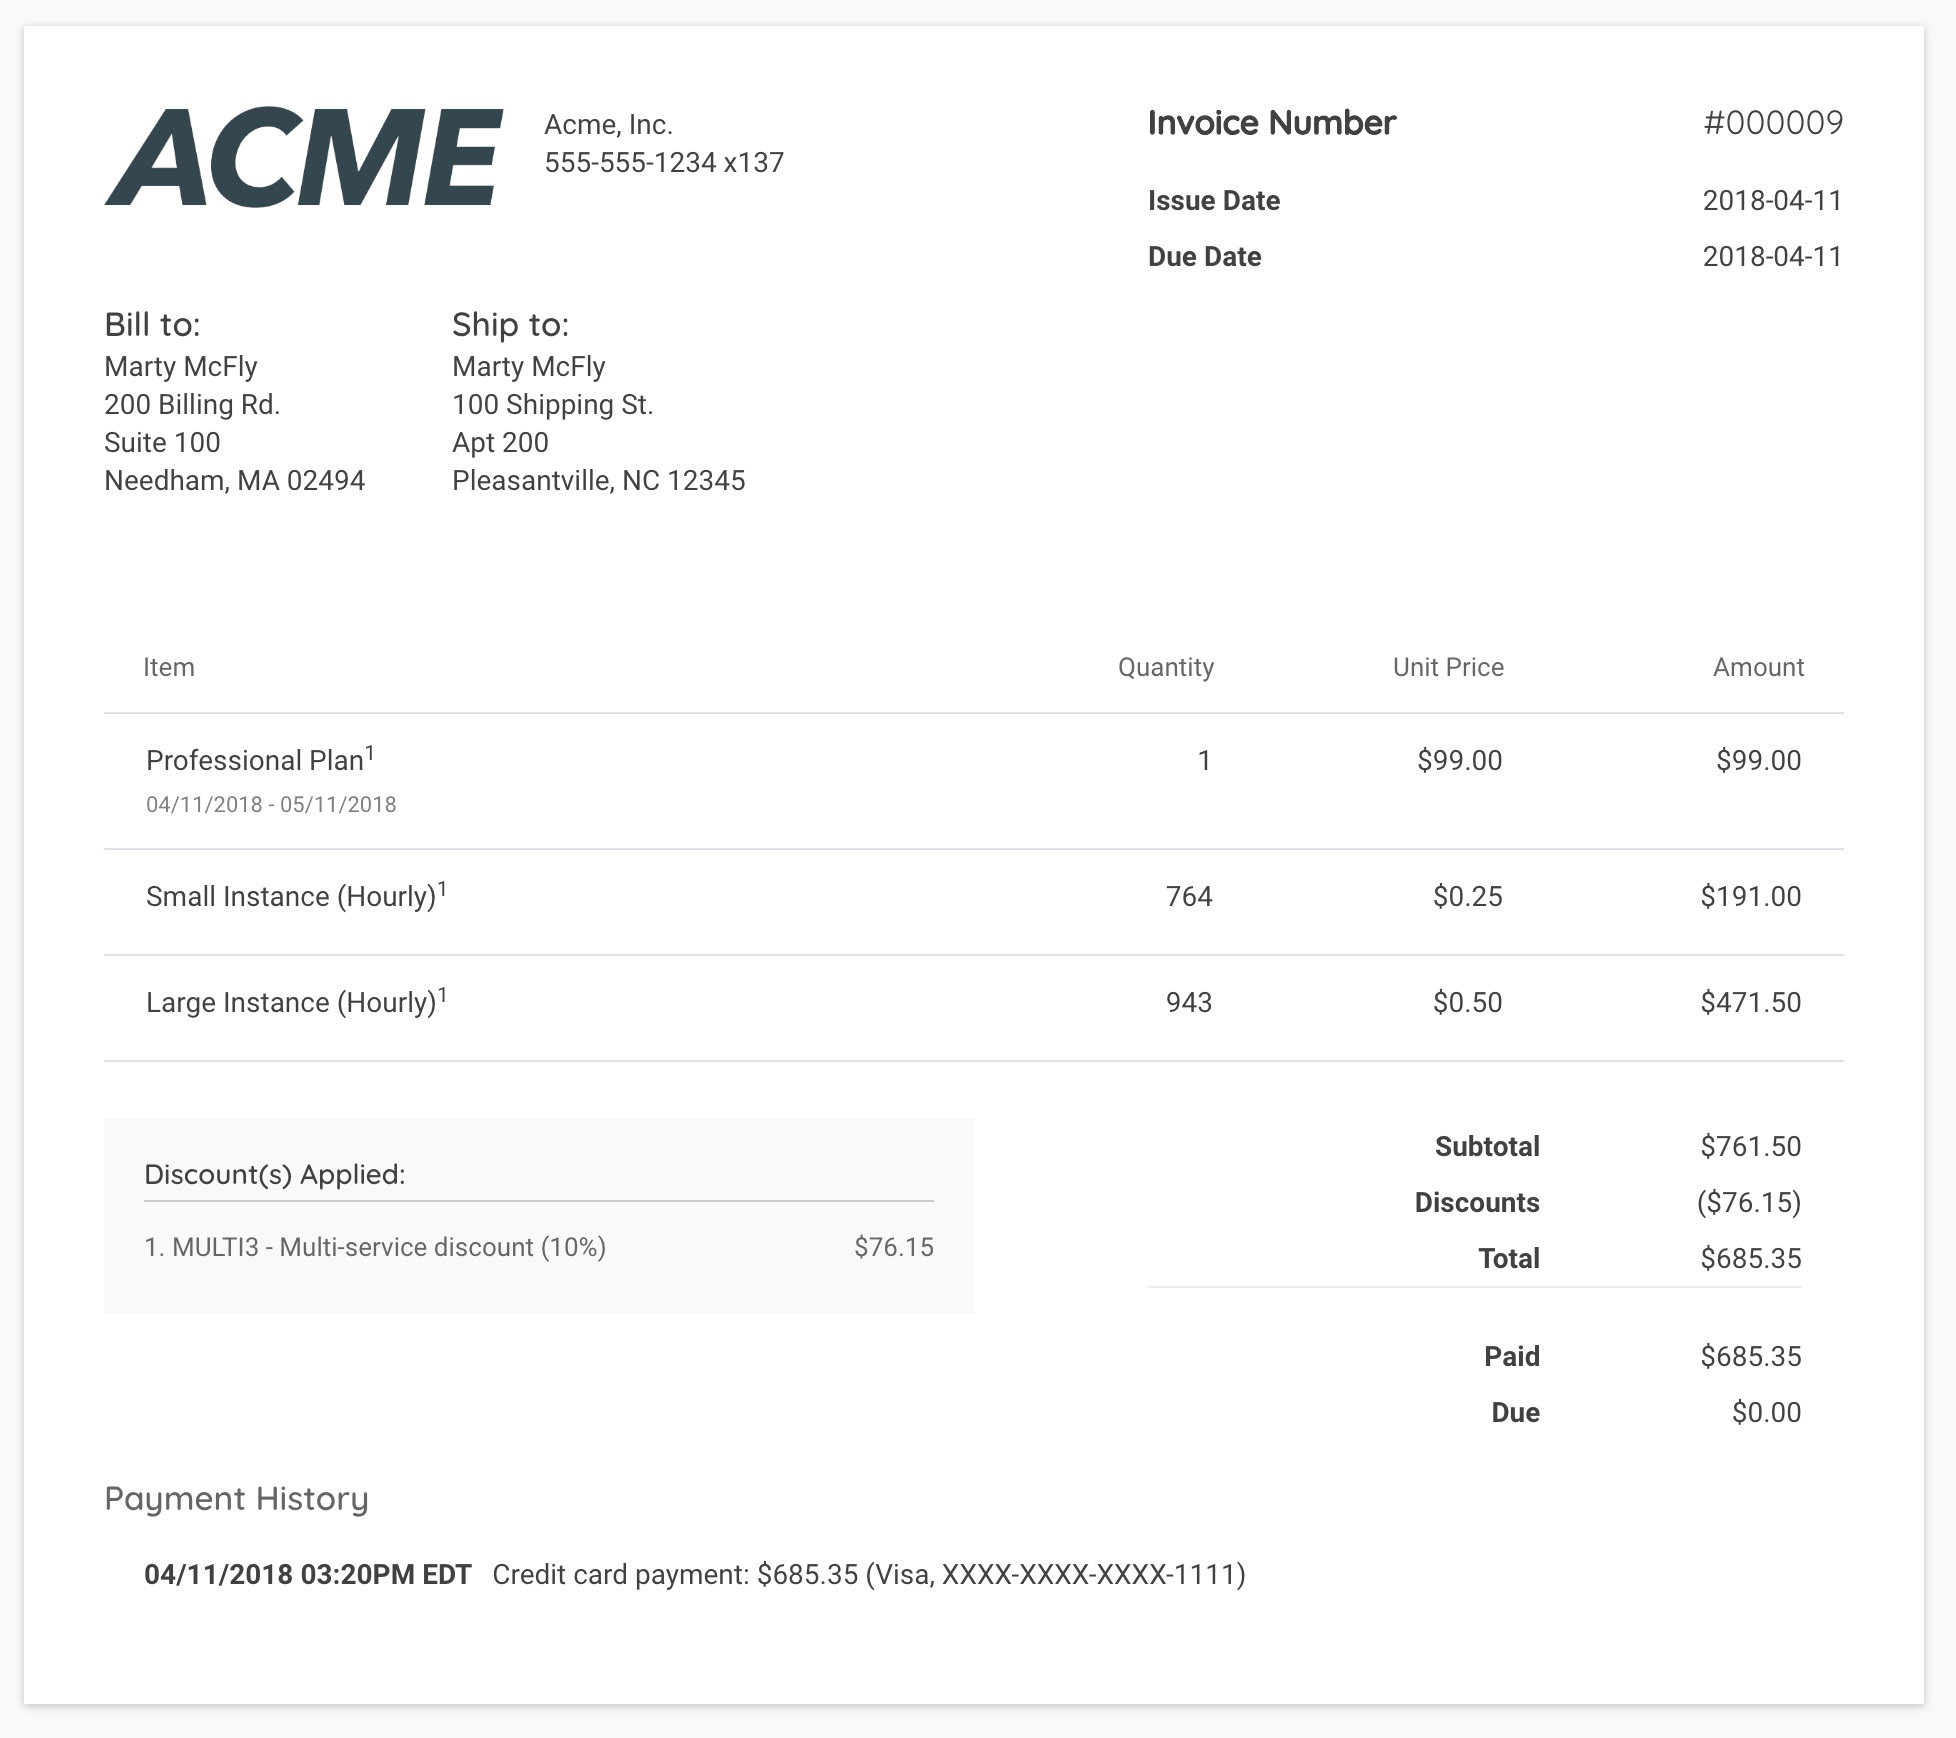 ACME
Acme, Inc.
555-555-1234 x137
Invoice Number #000009
Issue Date 2018-04-11
Due Date 2018-04-11
Bill to:
Marty McFly
200 Billing Rd.
Suite 100
Needham, MA 02494
Ship to:
Marty McFly
100 Shipping St.
Apt 200
Pleasantville, NC 12345
Item Quantity Unit Price Amount
Professional Plan¹ 1 $99.00 $99.00
04/11/2018 - 05/11/2018
Small Instance (Hourly)¹ 764 $0.25 $191.00
Large Instance (Hourly)¹ 943 $0.50 $471.50
Discount(s) Applied:
1. MULTI3 - Multi-service discount (10%) $76.15
Subtotal $761.50
Discounts ($76.15)
Total $685.35
Paid $685.35
Due $0.00
Payment History
04/11/2018 03:20PM EDT Credit card payment: $685.35 (Visa, XXXX-XXXX-XXXX-1111)